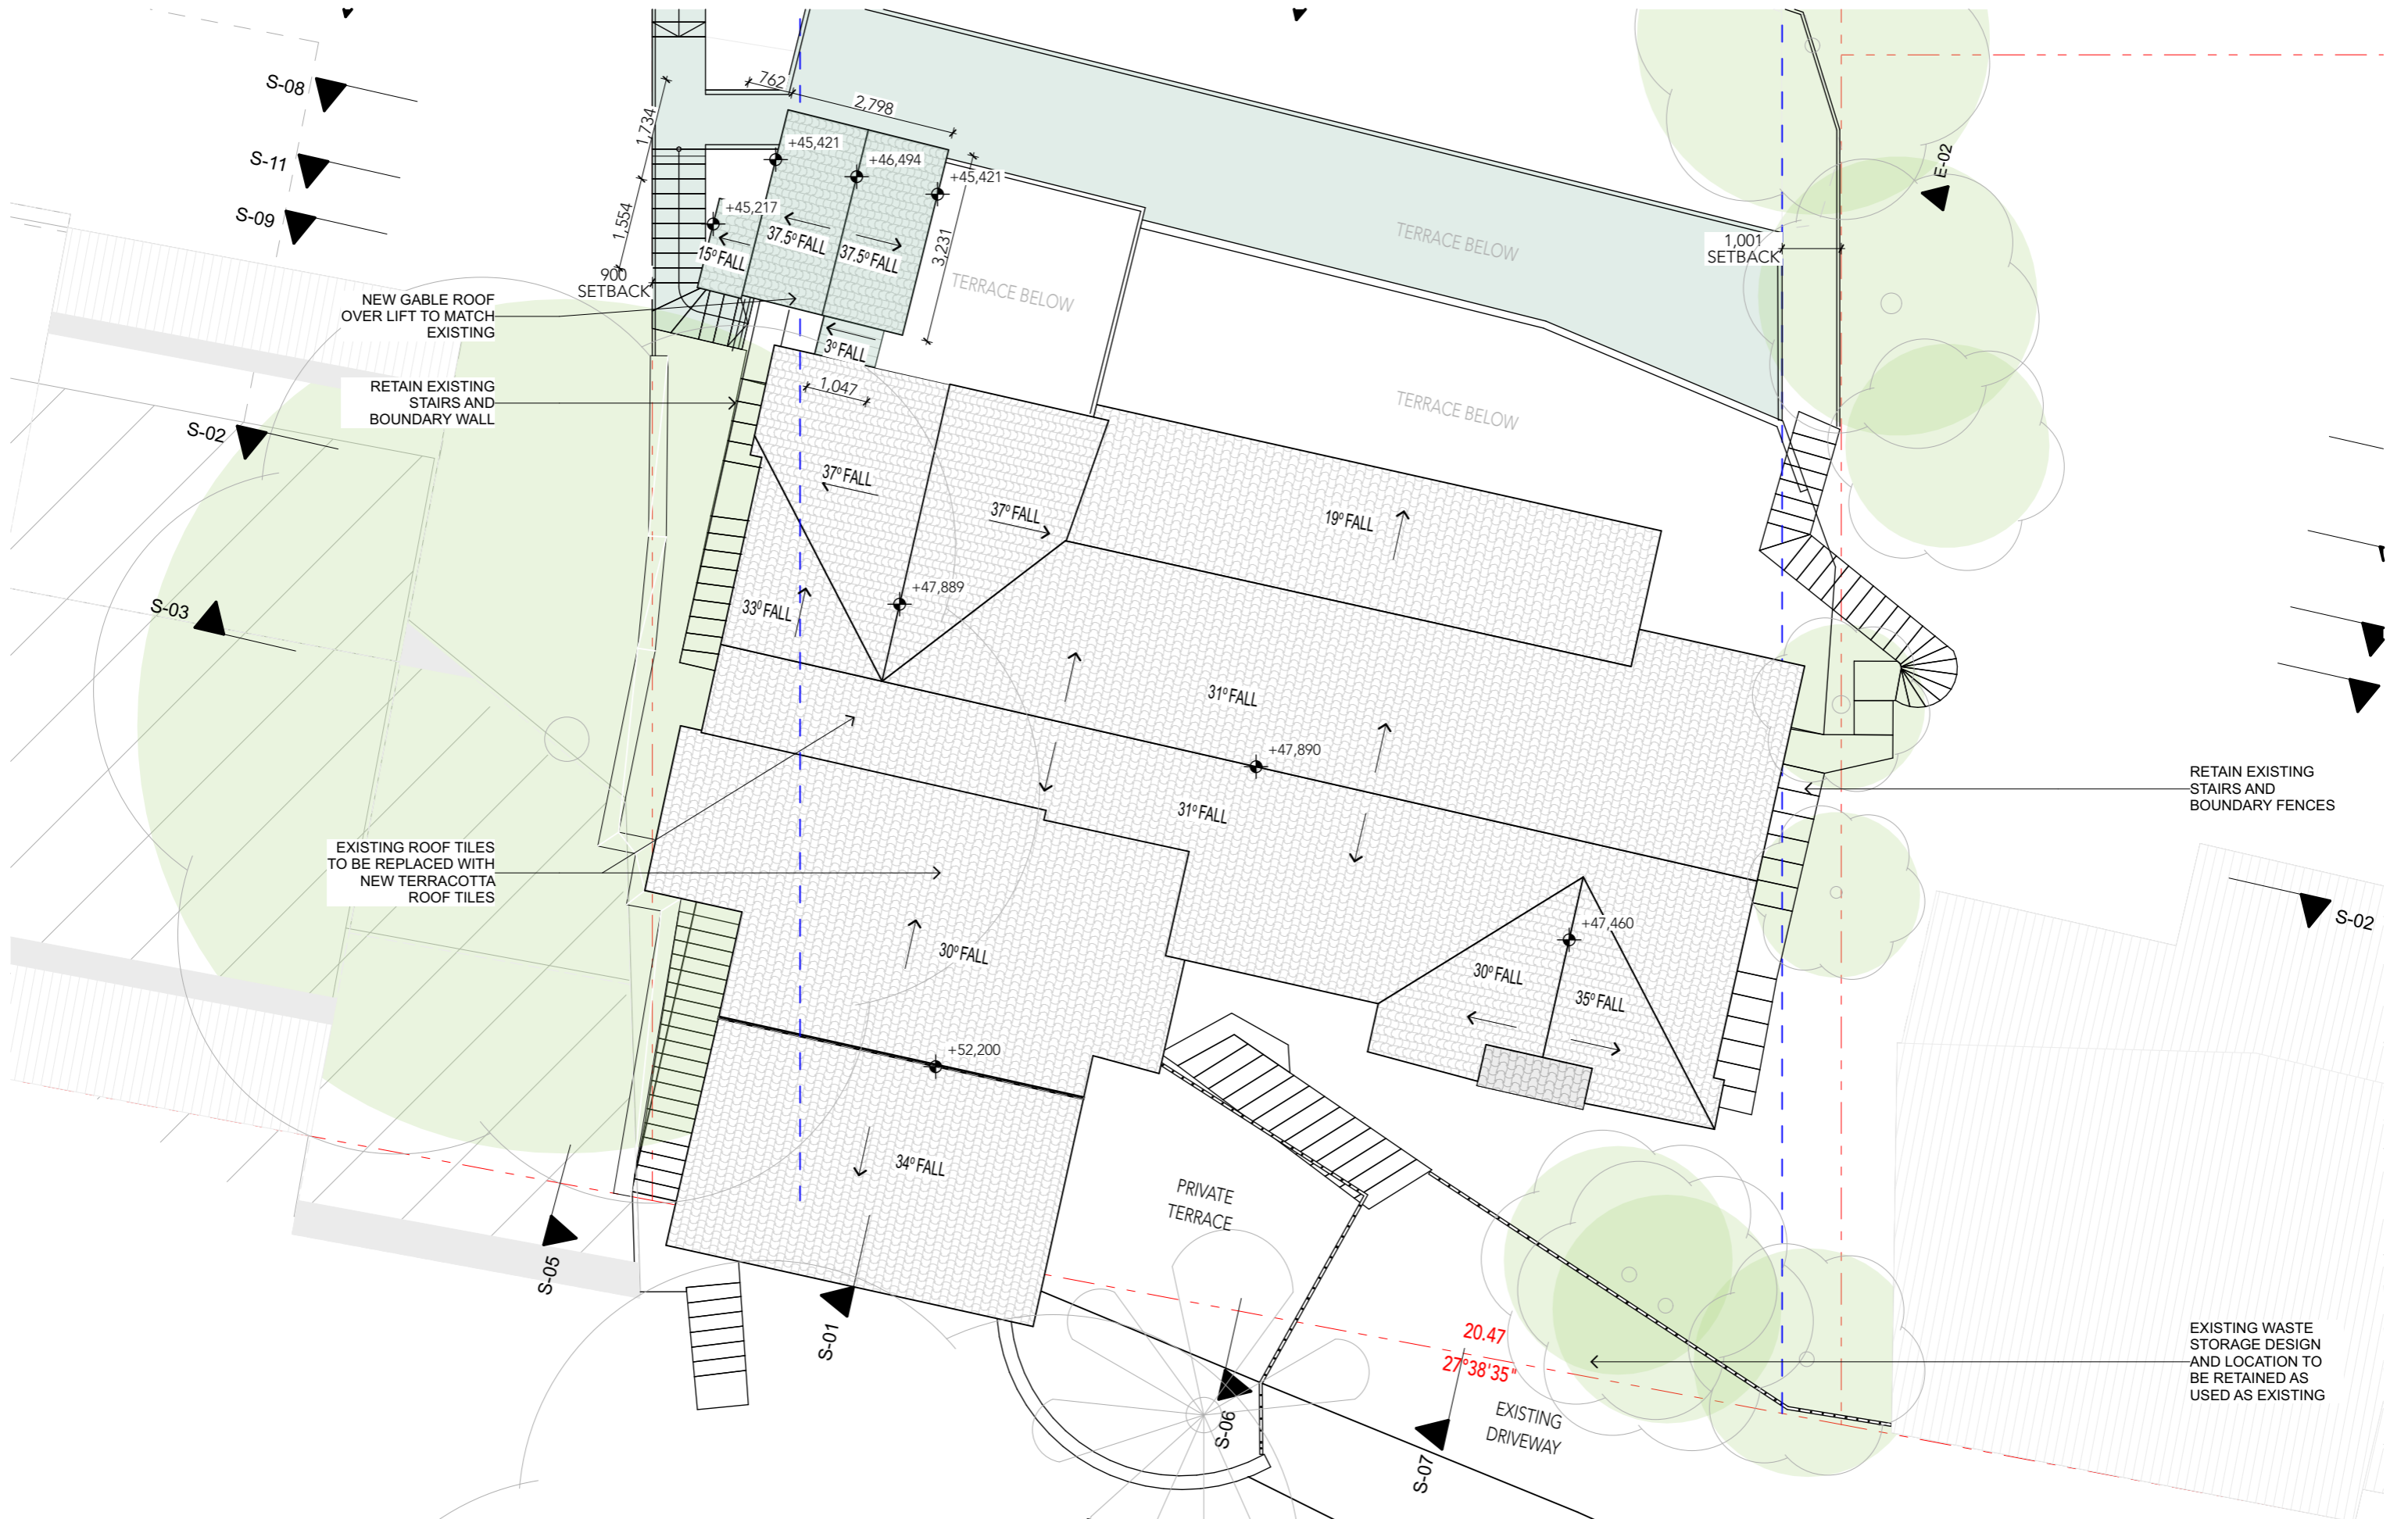 S-08
762
2,798
1,734
S-11
+45,421
+46,494
+45,421
E-02
S-09
1,554
+45,217
37.5° FALL
37.5° FALL
15° FALL
3,231
TERRACE BELOW
1,001
SETBACK
900
SETBACK
TERRACE BELOW
NEW GABLE ROOF
OVER LIFT TO MATCH
EXISTING
3° FALL
RETAIN EXISTING
STAIRS AND
BOUNDARY WALL
1,047
TERRACE BELOW
S-02
37° FALL
37° FALL
19° FALL
S-03
33° FALL
+47,889
31° FALL
+47,890
RETAIN EXISTING
STAIRS AND
BOUNDARY FENCES
31° FALL
EXISTING ROOF TILES
TO BE REPLACED WITH
NEW TERRACOTTA
ROOF TILES
+47,460
S-02
30° FALL
30° FALL
35° FALL
+52,200
34° FALL
PRIVATE
TERRACE
S-05
S-01
20.47
27°38'35"
EXISTING WASTE
STORAGE DESIGN
AND LOCATION TO
BE RETAINED AS
USED AS EXISTING
S-06
EXISTING
DRIVEWAY
S-07